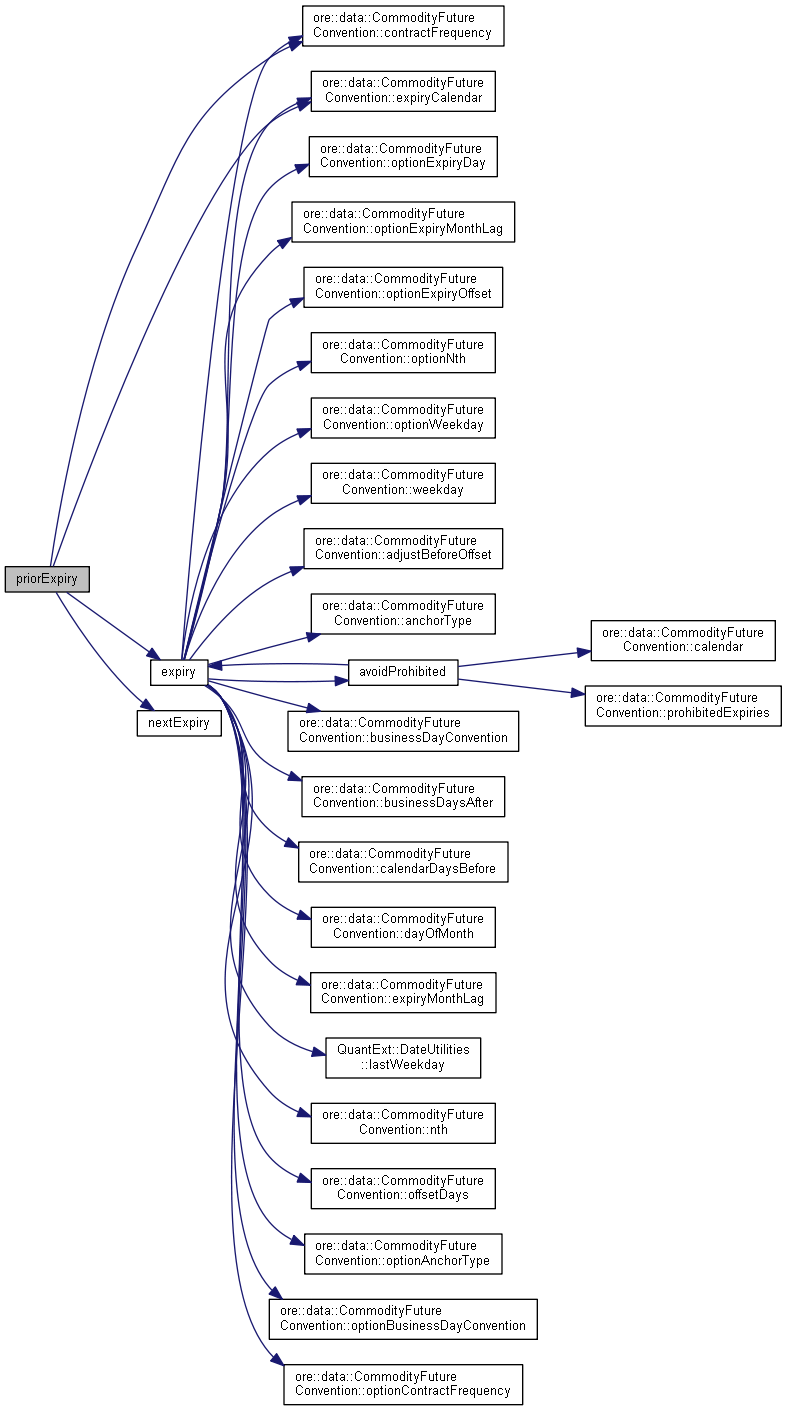 ore::data::CommodityFuture
Convention::contractFrequency
ore::data::CommodityFuture
Convention::expiryCalendar
ore::data::CommodityFuture
Convention::optionExpiryDay
ore::data::CommodityFuture
Convention::optionExpiryMonthLag
ore::data::CommodityFuture
Convention::optionExpiryOffset
ore::data::CommodityFuture
Convention::optionNth
ore::data::CommodityFuture
Convention::optionWeekday
ore::data::CommodityFuture
Convention::weekday
ore::data::CommodityFuture
Convention::adjustBeforeOffset
priorExpiry
ore::data::CommodityFuture
Convention::anchorType
ore::data::CommodityFuture
Convention::calendar
expiry
avoidProhibited
ore::data::CommodityFuture
Convention::prohibitedExpiries
nextExpiry
ore::data::CommodityFuture
Convention::businessDayConvention
ore::data::CommodityFuture
Convention::businessDaysAfter
ore::data::CommodityFuture
Convention::calendarDaysBefore
ore::data::CommodityFuture
Convention::dayOfMonth
ore::data::CommodityFuture
Convention::expiryMonthLag
QuantExt::DateUtilities
::lastWeekday
ore::data::CommodityFuture
Convention::nth
ore::data::CommodityFuture
Convention::offsetDays
ore::data::CommodityFuture
Convention::optionAnchorType
ore::data::CommodityFuture
Convention::optionBusinessDayConvention
ore::data::CommodityFuture
Convention::optionContractFrequency